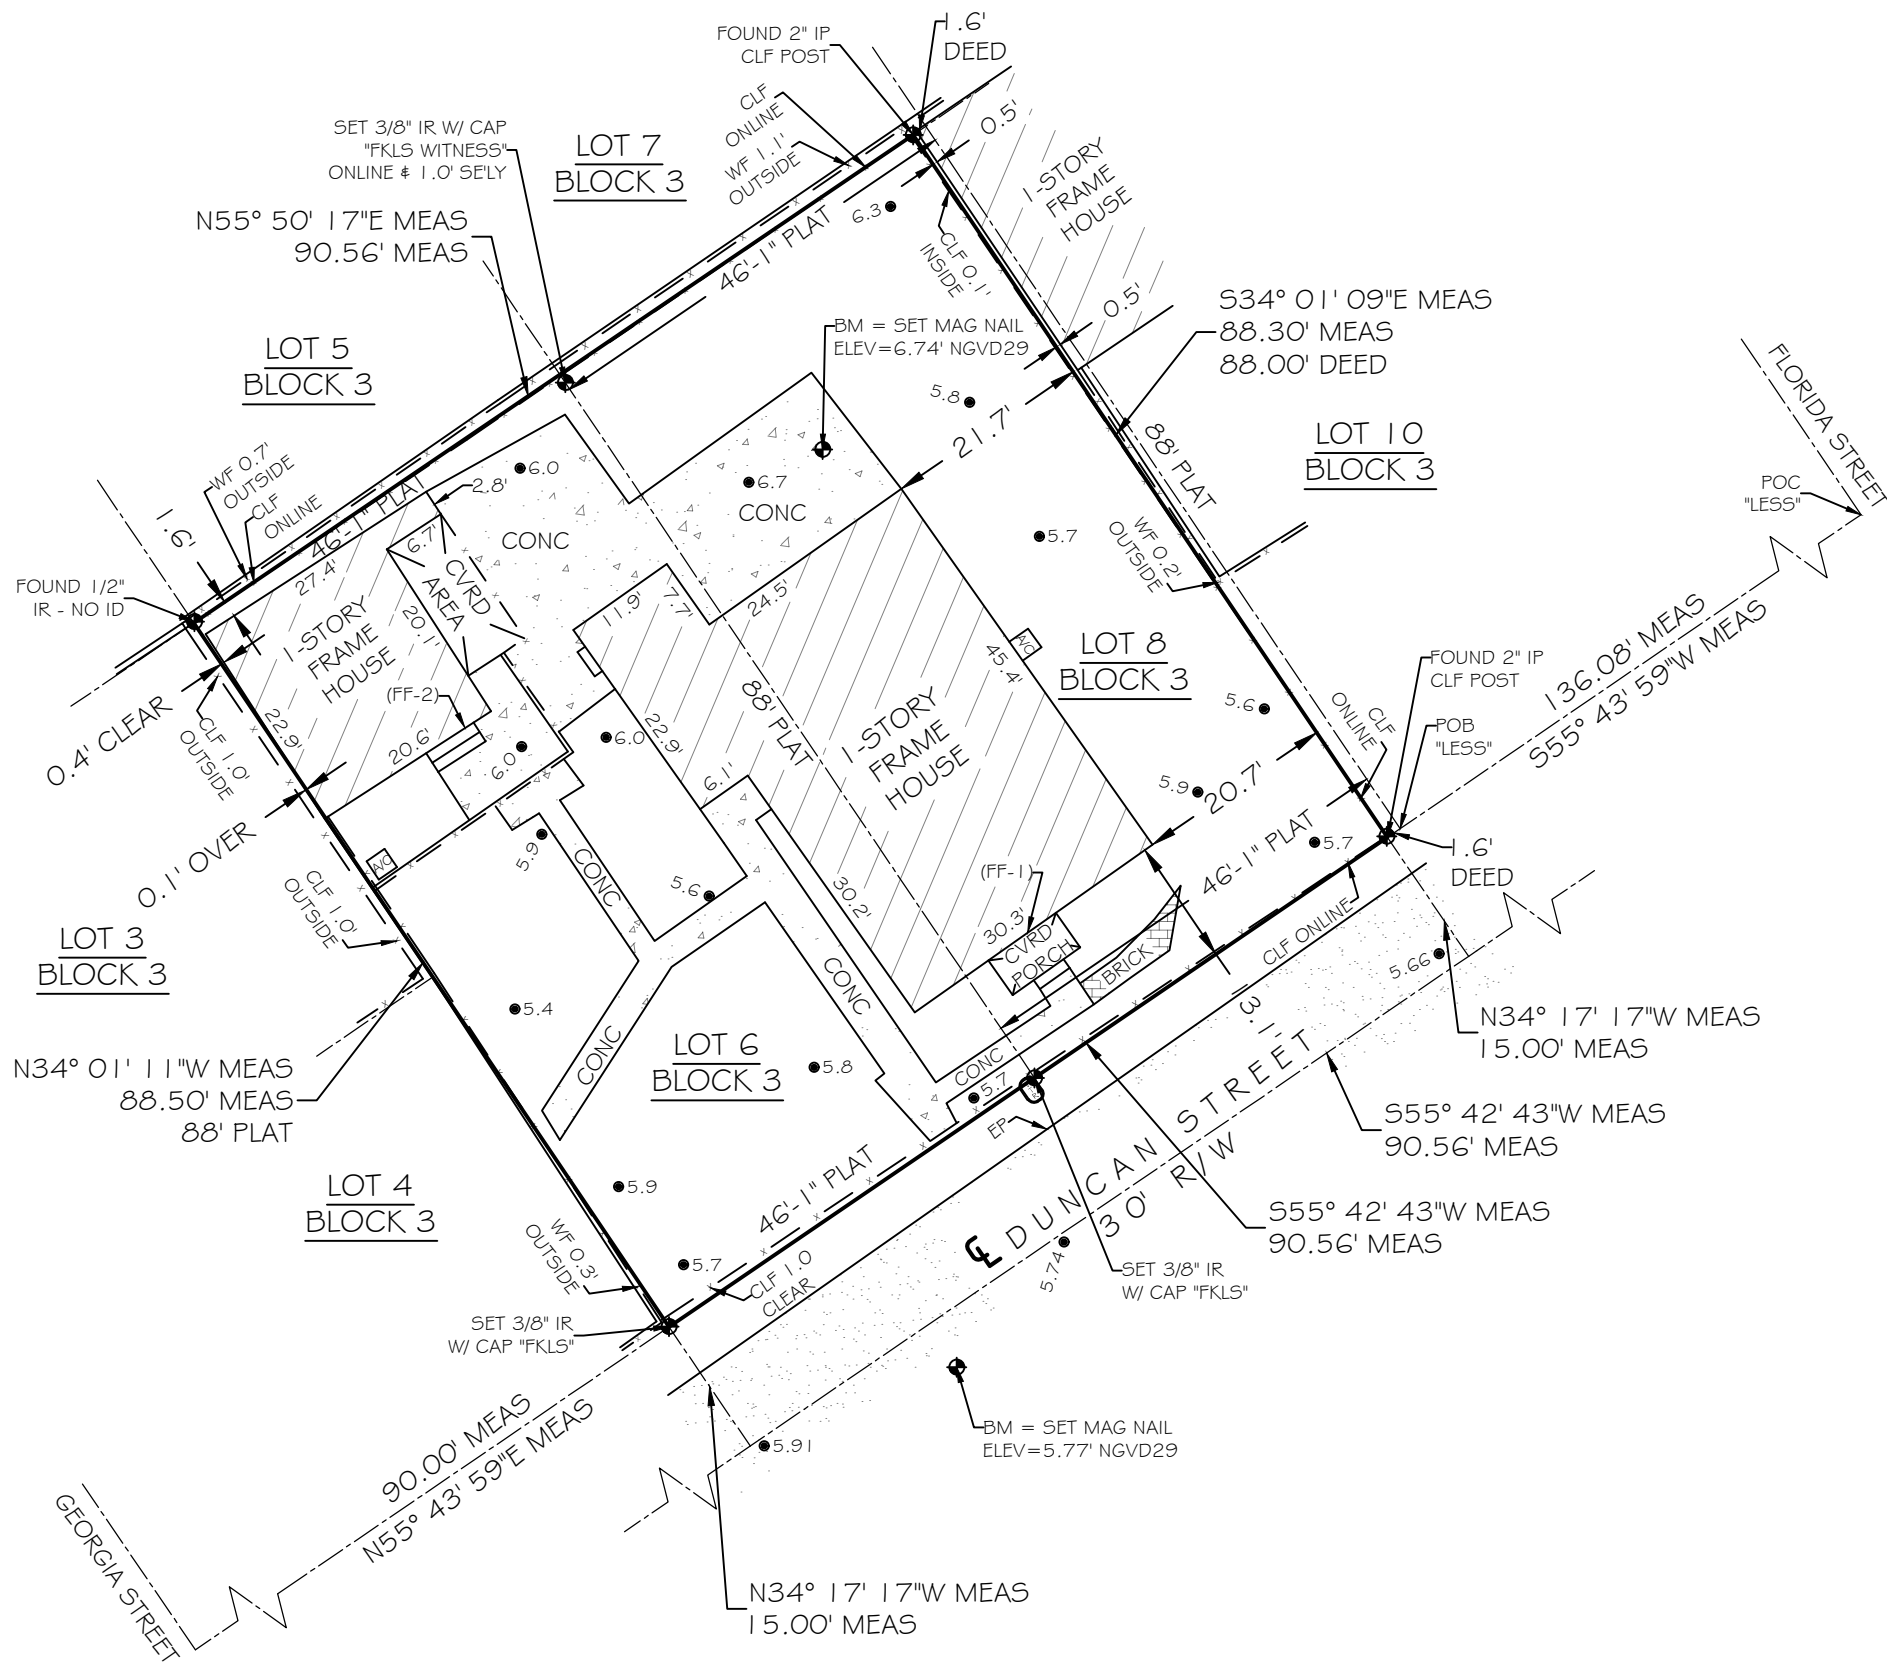 FOUND 2" IP
CLF POST
1.6'
DEED
CLF
ONLINE
WF 1.1'
OUTSIDE
0.5'
1-STORY
FRAME
HOUSE
SET 3/8" IR W/ CAP
"FKLS WITNESS"
ONLINE & 1.0' SE'LY
LOT 7
BLOCK 3
N55° 50' 17"E MEAS
90.56' MEAS
46'-1" PLAT
6.3
CLF 0.1'
INSIDE
0.5'
S34° 01' 09"E MEAS
88.30' MEAS
88.00' DEED
BM = SET MAG NAIL
ELEV=6.74' NGVD29
LOT 5
BLOCK 3
FLORIDA STREET
5.8
21.7'
88' PLAT
LOT 10
BLOCK 3
POC
"LESS"
WF 0.7'
OUTSIDE
CLF
ONLINE
46'-1" PLAT
1.6'
2.8'
6.0
6.7
CONC
CONC
5.7
WF 0.2'
OUTSIDE
FOUND 1/2"
IR - NO ID
27.4'
6.7'
CVRD
AREA
20.1'
1-STORY
FRAME
HOUSE
(FF-2)
11.9'
7.7'
24.5'
45.4'
A/C
LOT 8
BLOCK 3
136.08' MEAS
S55° 43' 59"W MEAS
FOUND 2" IP
CLF POST
POB
"LESS"
CLF
ONLINE
0.4' CLEAR
CLF 1.0'
OUTSIDE
22.9'
20.6'
6.0
6.0
22.9'
88' PLAT
1-STORY
FRAME
HOUSE
5.6
5.9
20.7'
6.1'
46'-1" PLAT
5.7
1.6'
DEED
0.1' OVER
A/C
CLF 1.0'
OUTSIDE
5.9
CONC
5.6
30.2'
(FF-1)
30.3'
CVRD
PORCH
BRICK
CLF ONLINE
5.66
LOT 3
BLOCK 3
CONC
13.1'
N34° 17' 17"W MEAS
15.00' MEAS
5.4
CONC
LOT 6
BLOCK 3
5.8
CONC
5.7
EP
N34° 01' 11"W MEAS
88.50' MEAS
88' PLAT
S55° 42' 43"W MEAS
90.56' MEAS
DUNCAN STREET
30' R/W
LOT 4
BLOCK 3
5.9
46'-1" PLAT
S55° 42' 43"W MEAS
90.56' MEAS
WF 0.3'
OUTSIDE
5.7
CLF 1.0
CLEAR
5.74
SET 3/8" IR
W/ CAP "FKLS"
SET 3/8" IR
W/ CAP "FKLS"
90.00' MEAS
N55° 43' 59"E MEAS
5.91
BM = SET MAG NAIL
ELEV=5.77' NGVD29
GEORGIA STREET
N34° 17' 17"W MEAS
15.00' MEAS